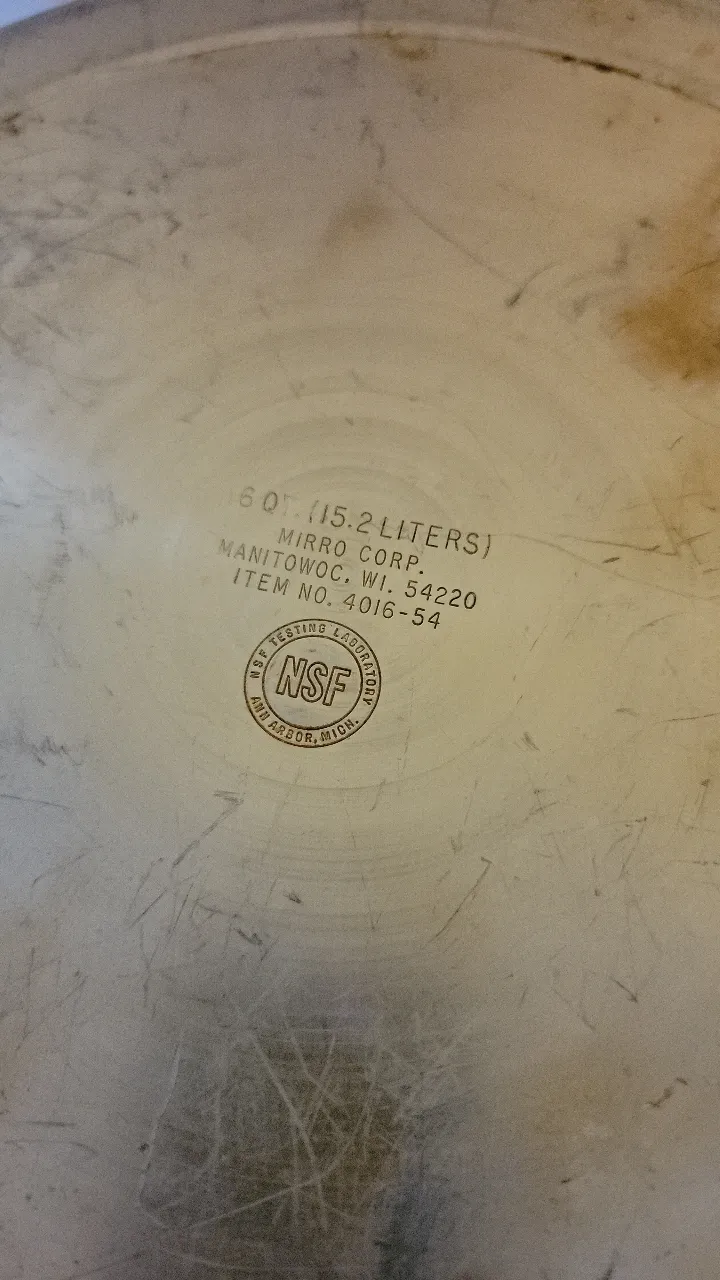 6 QT. (15.2 LITERS)
MIRRO CORP.
MANITOWOC, WI. 54220
ITEM NO. 4016-54
NSF TESTING LABORATORY
NSF
ANN ARBOR, MICH.